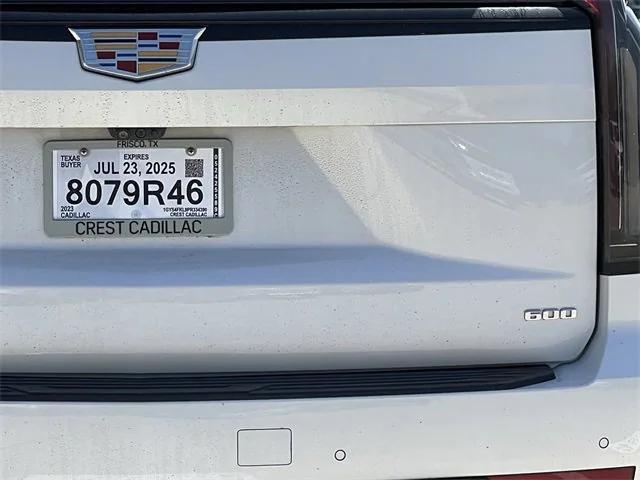 FRISCO, TX
TEXAS BUYER
EXPIRES
JUL 23, 2025
8079R46
2023 CADILLAC
CREST CADILLAC
CREST CADILLAC
600